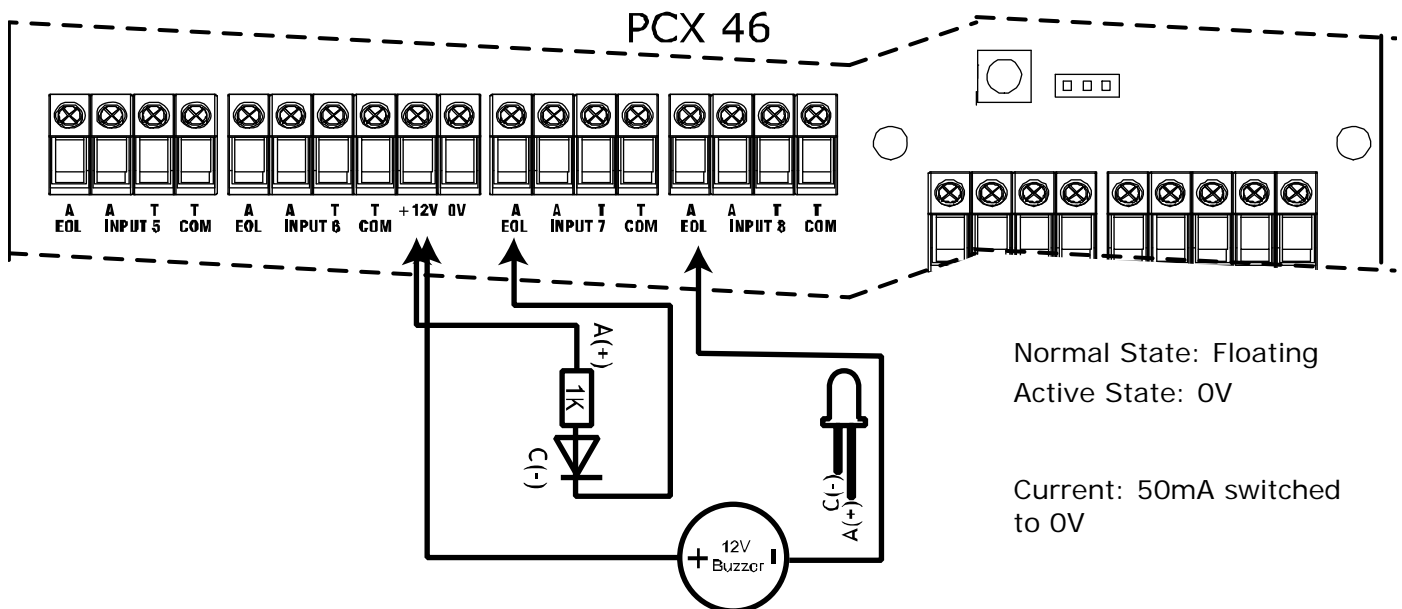 PCX 46
A A T T A A T T +12V 0V A A T T A A T T
EOL INPUT 5 COM EOL INPUT 6 COM EOL INPUT 7 COM EOL INPUT 8 COM
A(+)
1K
C(-)
C(-)
A(+)
12V
+ Buzzer -
Normal State: Floating
Active State: 0V
Current: 50mA switched
to 0V